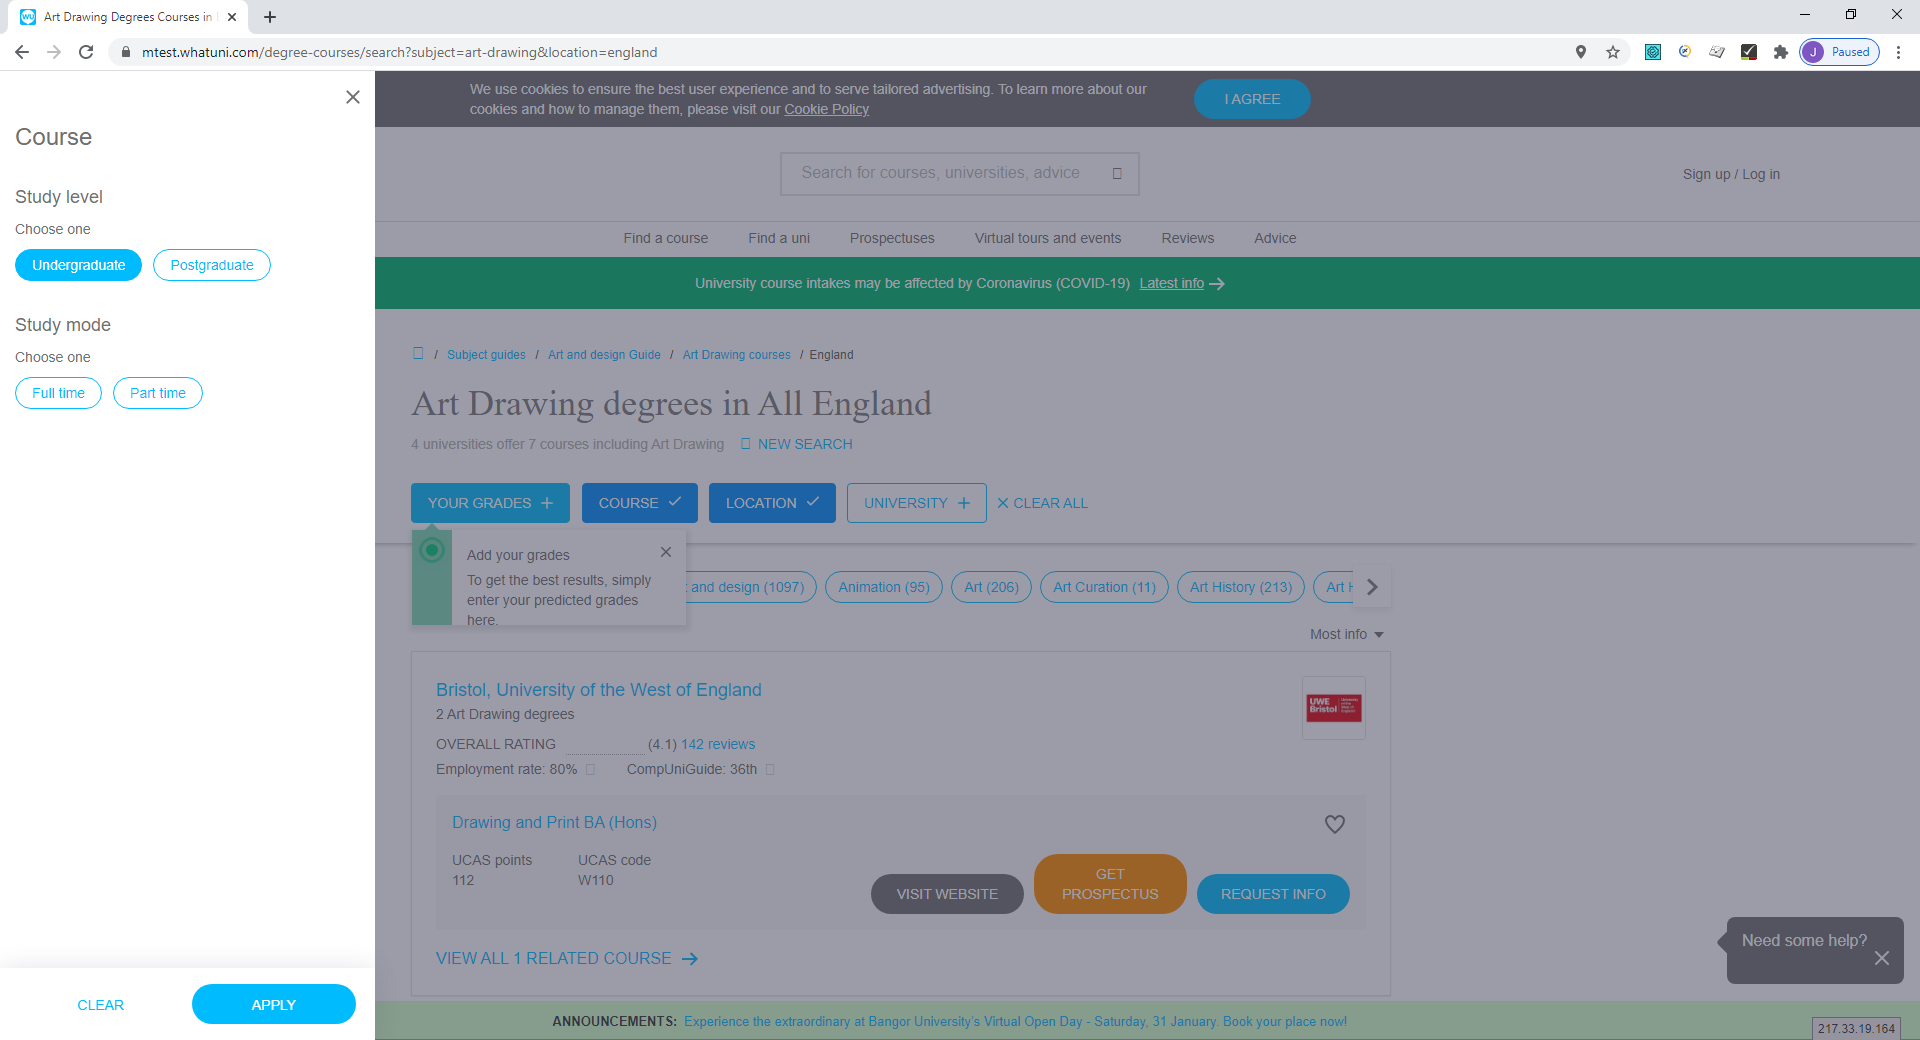 Art Drawing Degrees Courses in
mtest.whatuni.com/degree-courses/search?subject=art-drawing&location=england
J Paused
Course
Study level
Choose one
Undergraduate Postgraduate
Study mode
Choose one
Full time Part time
CLEAR APPLY
We use cookies to ensure the best user experience and to serve tailored advertising. To learn more about our
cookies and how to manage them, please visit our Cookie Policy
I AGREE
Search for courses, universities, advice
Sign up / Log in
Find a course Find a uni Prospectuses Virtual tours and events Reviews Advice
University course intakes may be affected by Coronavirus (COVID-19) Latest info
/ Subject guides / Art and design Guide / Art Drawing courses / England
Art Drawing degrees in All England
4 universities offer 7 courses including Art Drawing NEW SEARCH
YOUR GRADES COURSE LOCATION UNIVERSITY CLEAR ALL
Add your grades
To get the best results, simply
enter your predicted grades
here.
and design (1097) Animation (95) Art (206) Art Curation (11) Art History (213) Art
Most info
Bristol, University of the West of England
2 Art Drawing degrees
OVERALL RATING (4.1) 142 reviews
Employment rate: 80% CompUniGuide: 36th
UWE
Bristol
Drawing and Print BA (Hons)
UCAS points UCAS code
112 W110
VISIT WEBSITE
GET
PROSPECTUS
REQUEST INFO
VIEW ALL 1 RELATED COURSE
Need some help?
ANNOUNCEMENTS: Experience the extraordinary at Bangor University's Virtual Open Day - Saturday, 31 January. Book your place now!
217.33.19.164